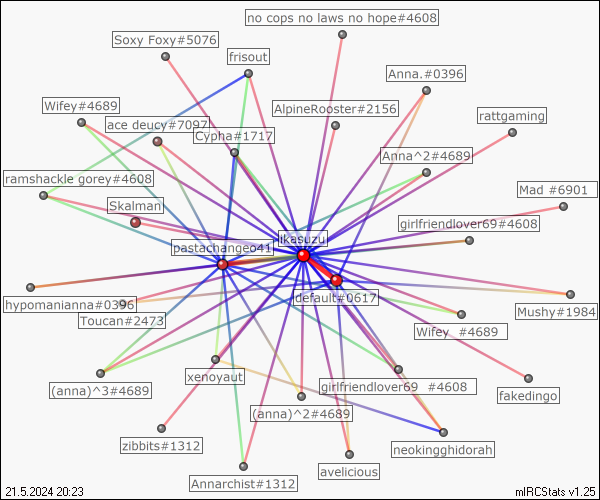 no cops no laws no hope#4608
Soxy Foxy#5076
frisout
Anna.#0396
Wifey#4689
AlpineRooster#2156
rattgaming
ace deucy#7097
Cypha#1717
Anna^2#4689
ramshackle gorey#4608
Mad #6901
Skalman
girlfriendlover69#4608
ikasuzu
pastachangeo41
default#0617
hypomanianna#0396
Toucan#2473
Mushy#1984
Wifey #4689
xenoyaut
(anna)^3#4689
girlfriendlover69 #4608
fakedingo
(anna)^2#4689
zibbits#1312
neokingghidorah
Annarchist#1312
avelicious
21.5.2024 20:23
mIRCStats v1.25